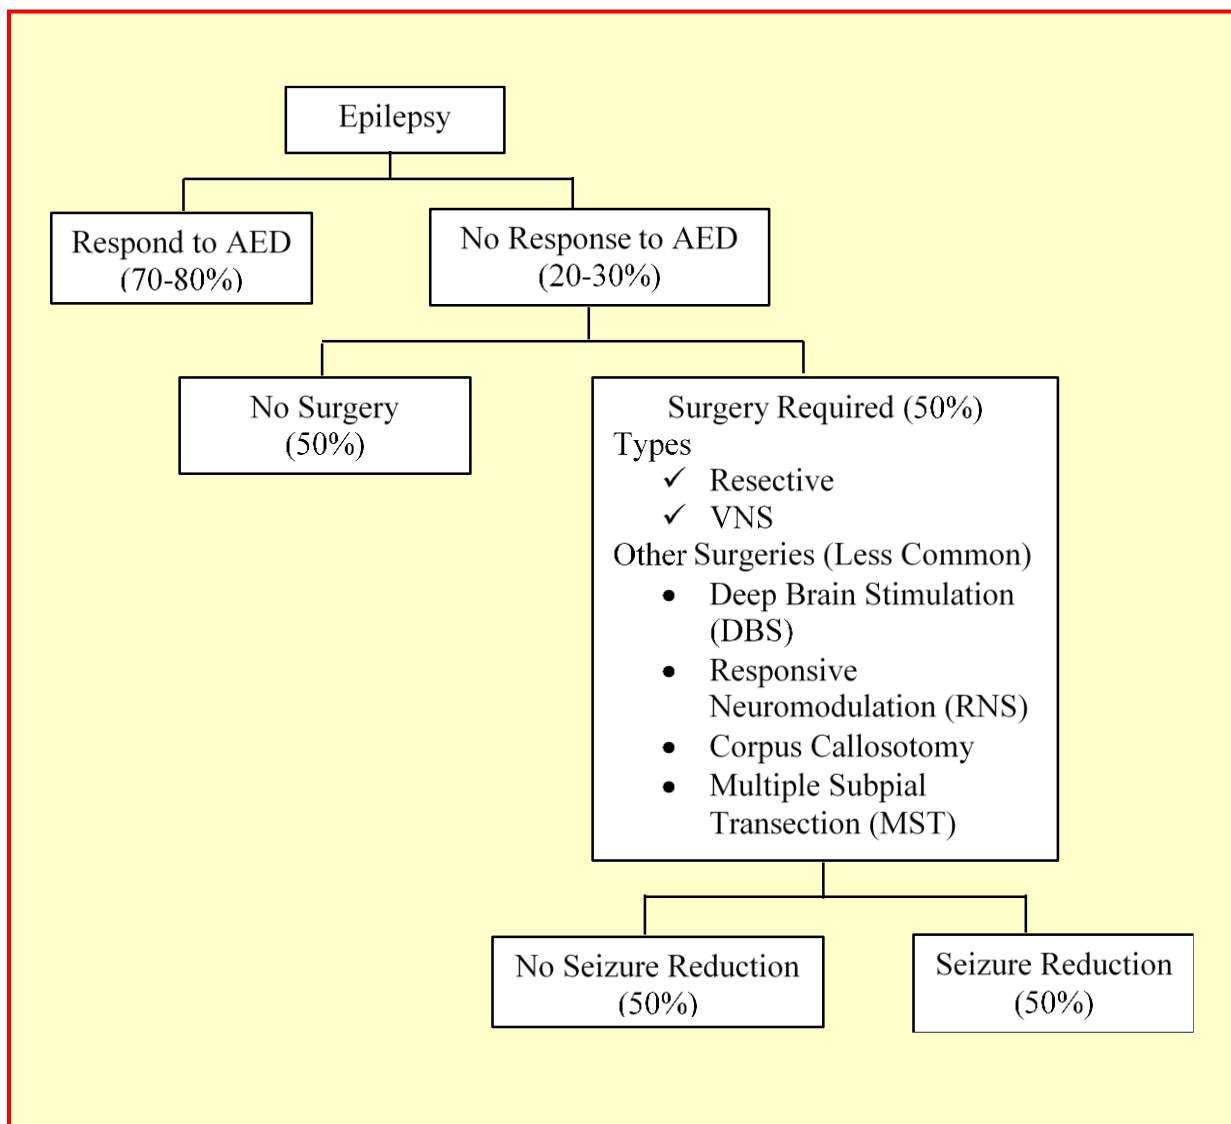 Epilepsy
Respond to AED
(70-80%)
No Response to AED
(20-30%)
No Surgery
(50%)
Surgery Required (50%)
Types
✓ Resective
✓ VNS
Other Surgeries (Less Common)
• Deep Brain Stimulation
(DBS)
• Responsive
Neuromodulation (RNS)
• Corpus Callosotomy
• Multiple Subpial
Transection (MST)
No Seizure Reduction
(50%)
Seizure Reduction
(50%)